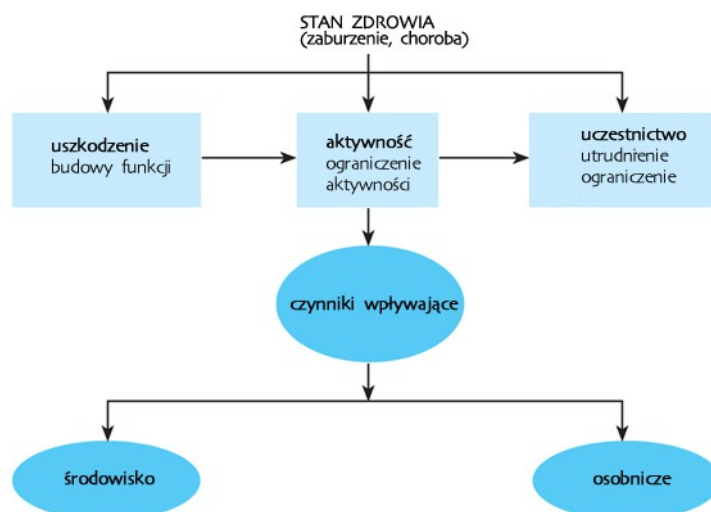 STAN ZDROWIA
(zaburzenie, choroba)
uszkodzenie
budowy funkcji
aktywność
ograniczenie
aktywności
uczestnictwo
utrudnienie
ograniczenie
czynniki wpływające
środowisko
osobnicze